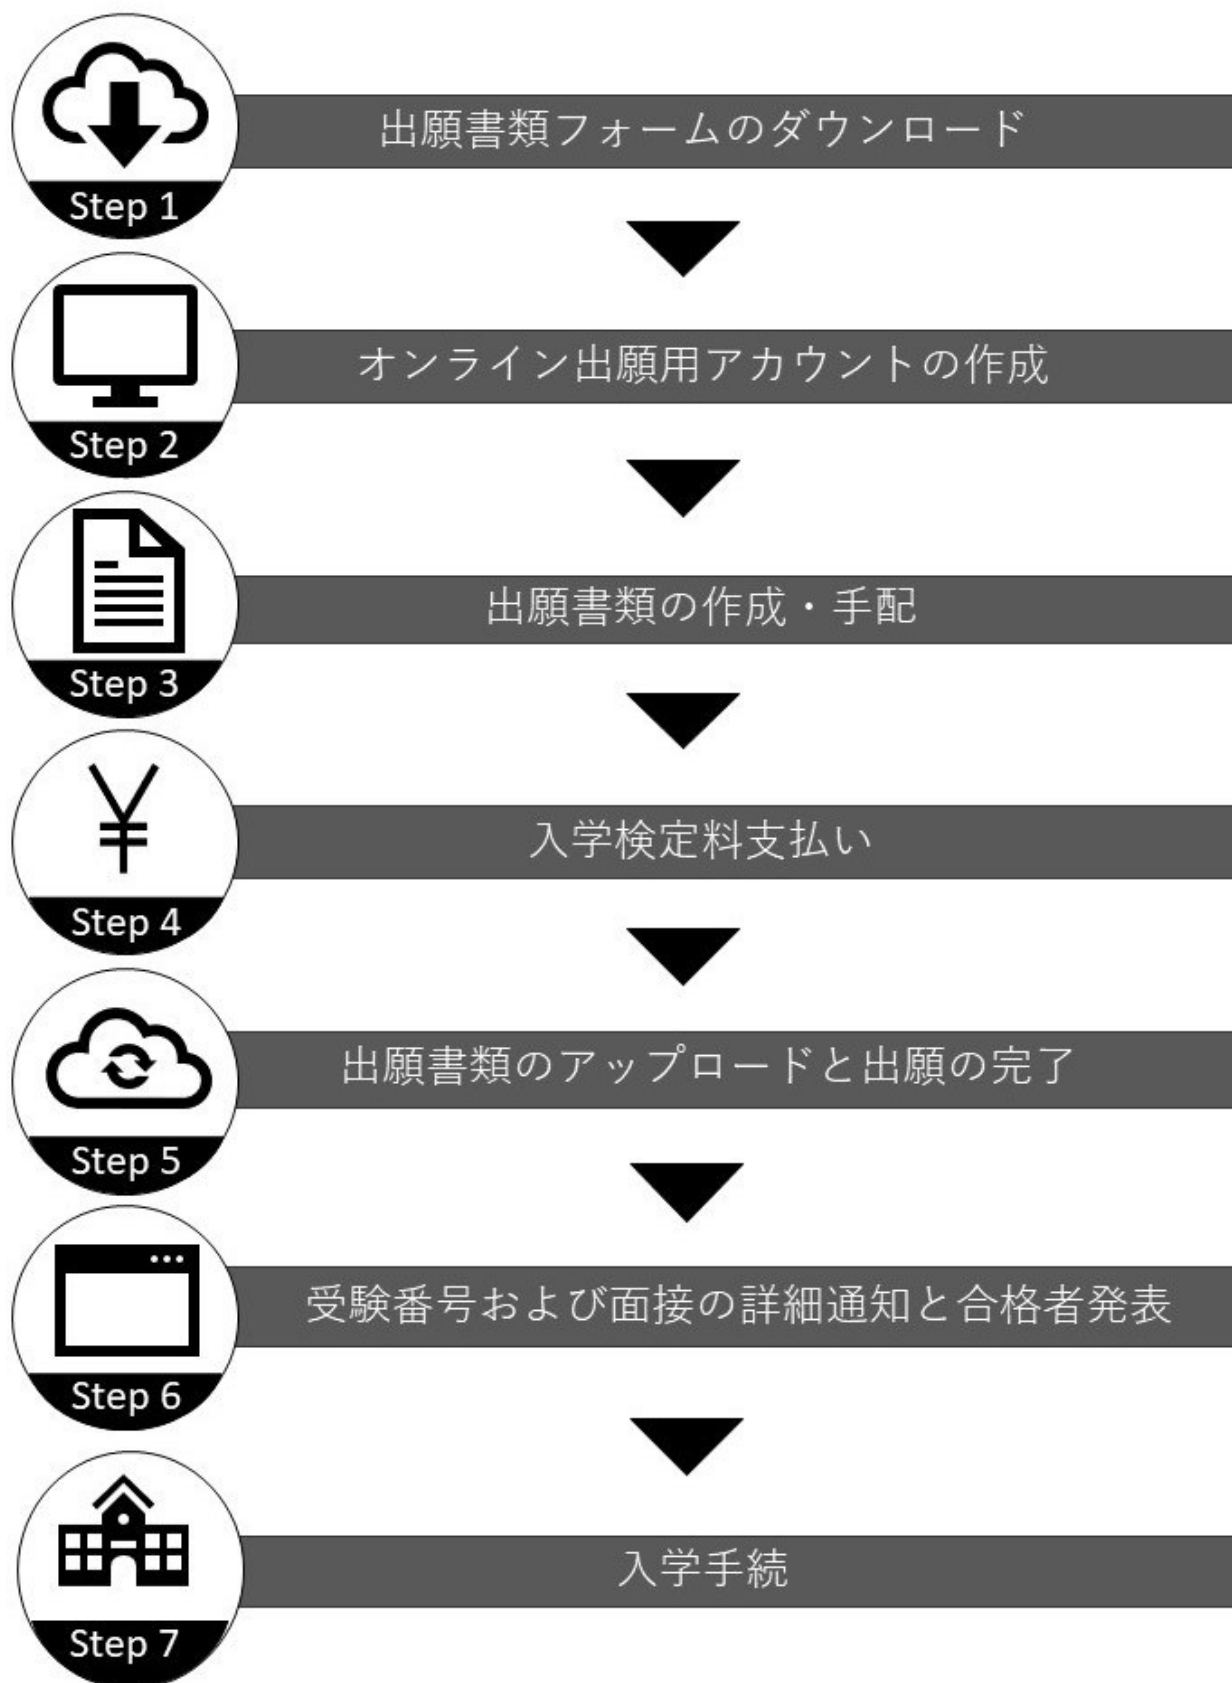 出願書類フォームのダウンロード
Step 1
オンライン出願用アカウントの作成
Step 2
出願書類の作成・手配
Step 3
¥
入学検定料支払い
Step 4
出願書類のアップロードと出願の完了
Step 5
受験番号および面接の詳細通知と合格者発表
Step 6
入学手続
Step 7